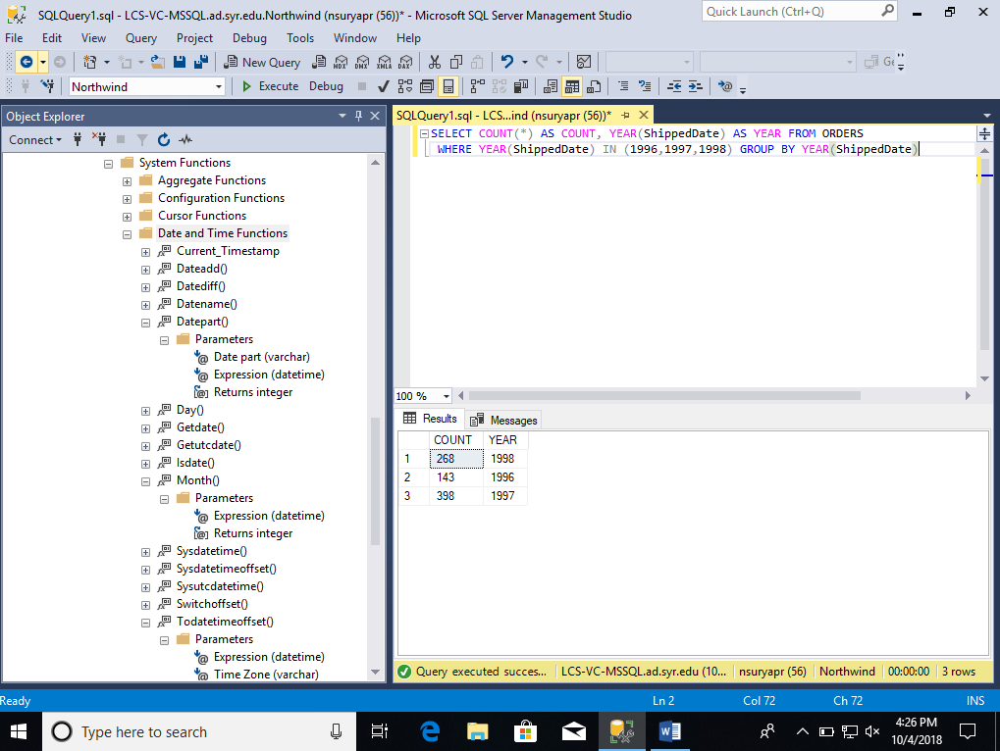 SQLQuery1.sql - LCS-VC-MSSQL.ad.syr.edu.Northwind (nsuryapr (56))* - Microsoft SQL Server Management Studio
Quick Launch (Ctrl+Q)
File Edit View Query Project Debug Tools Window Help
New Query
MDX DMX XMLA DAX
Northwind
Execute Debug
Object Explorer
Connect
System Functions
Aggregate Functions
Configuration Functions
Cursor Functions
Date and Time Functions
Current_Timestamp
Dateadd()
Datediff()
Datename()
Datepart()
Parameters
Date part (varchar)
Expression (datetime)
Returns integer
Day()
Getdate()
Getutcdate()
Isdate()
Month()
Parameters
Expression (datetime)
Returns integer
Sysdatetime()
Sysdatetimeoffset()
Sysutcdatetime()
Switchoffset()
Todatetimeoffset()
Parameters
Expression (datetime)
Time Zone (varchar)
SQLQuery1.sql - LCS...ind (nsuryapr (56))*
SELECT COUNT(*) AS COUNT, YEAR(ShippedDate) AS YEAR FROM ORDERS
WHERE YEAR(ShippedDate) IN (1996,1997,1998) GROUP BY YEAR(ShippedDate)
100 %
Results Messages
COUNT YEAR
1 268 1998
2 143 1996
3 398 1997
Query executed succes... LCS-VC-MSSQL.ad.syr.edu (10... nsuryapr (56) Northwind 00:00:00 3 rows
Ready Ln 2 Col 72 Ch 72 INS
Type here to search
4:26 PM
10/4/2018